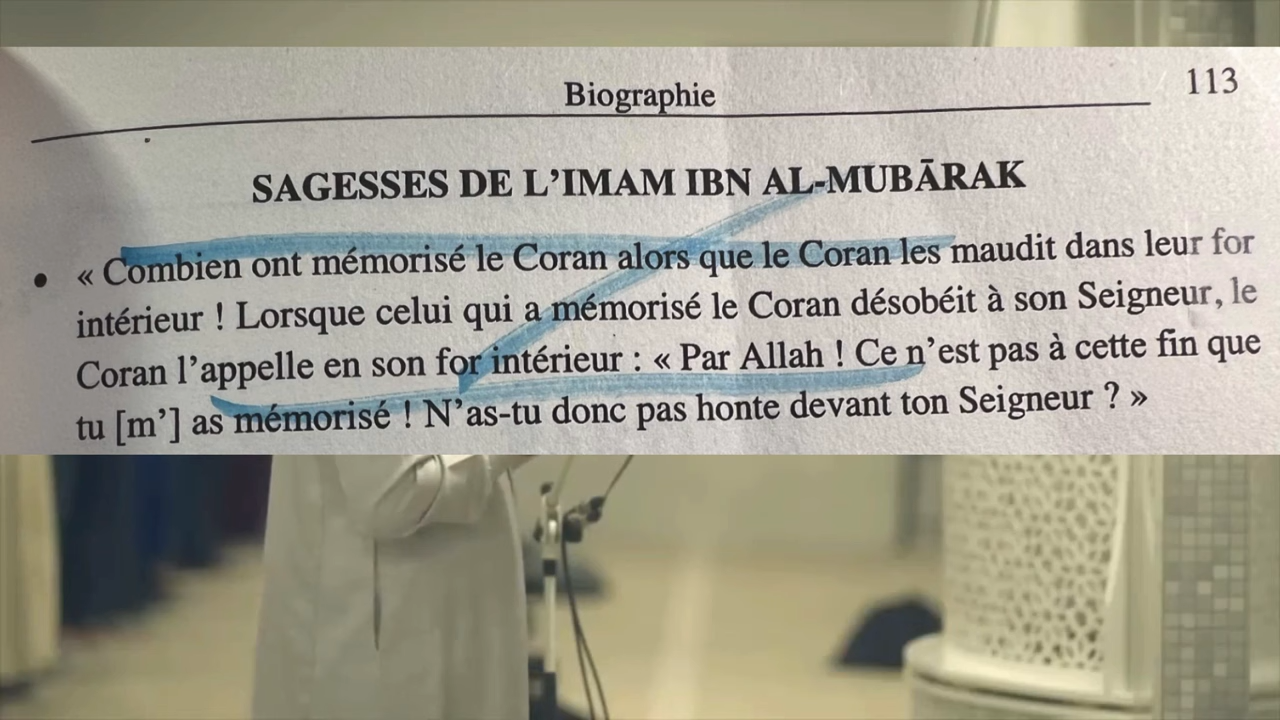 Biographie
113
SAGESSES DE L’IMAM IBN AL-MUBĀRAK
• « Combien ont mémorisé le Coran alors que le Coran les maudit dans leur for
intérieur ! Lorsque celui qui a mémorisé le Coran désobéit à son Seigneur, le
Coran l’appelle en son for intérieur : « Par Allah ! Ce n’est pas à cette fin que
tu [m’] as mémorisé ! N’as-tu donc pas honte devant ton Seigneur ? »